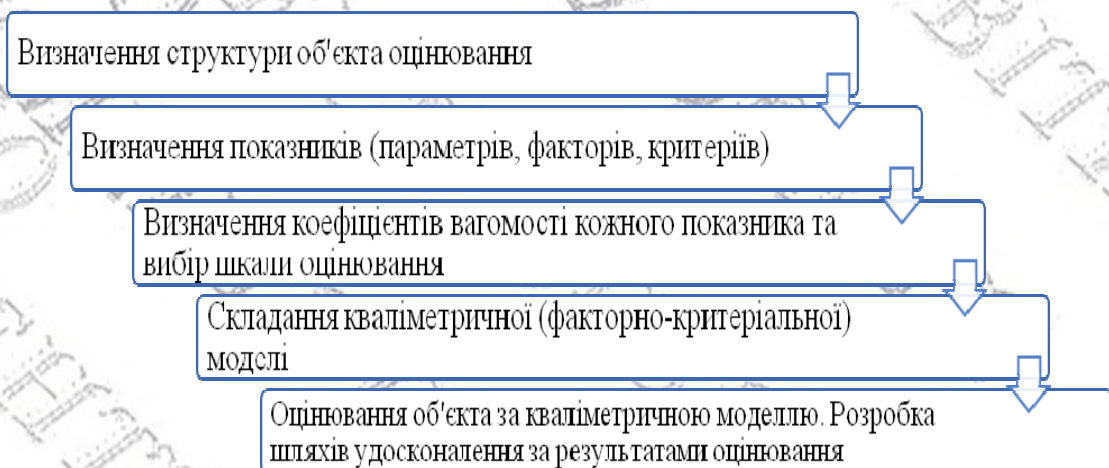 Визначення структури об'єкта оцінювання
Визначення показників (параметрів, факторів, критеріїв)
Визначення коефіцієнтів вагомості кожного показника та
вибір шкали оцінювання
Складання кваліметричної (факторно-критеріальної)
моделі
Оцінювання об'єкта за кваліметричною моделлю. Розробка
шляхів удосконалення за результатами оцінювання